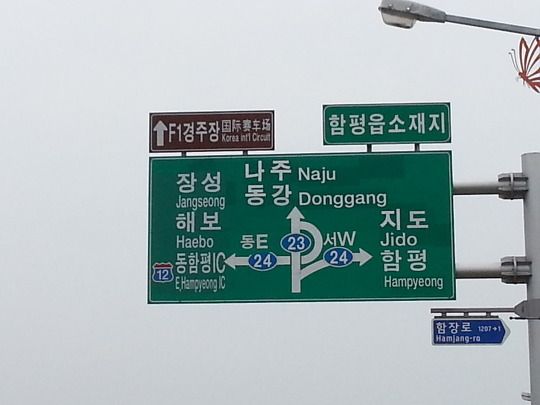 F1경주장 国际赛车场
Korea Int'l Circuit
함평읍소재지
나주 Naju
동강 Donggang
장성
Jangseong
해보
Haebo
동함평IC
E,Hampyeong IC
12
동E
24
23
서W
24
지도
Jido
함평
Hampyeong
함장로 1207→1
Hamjang-ro